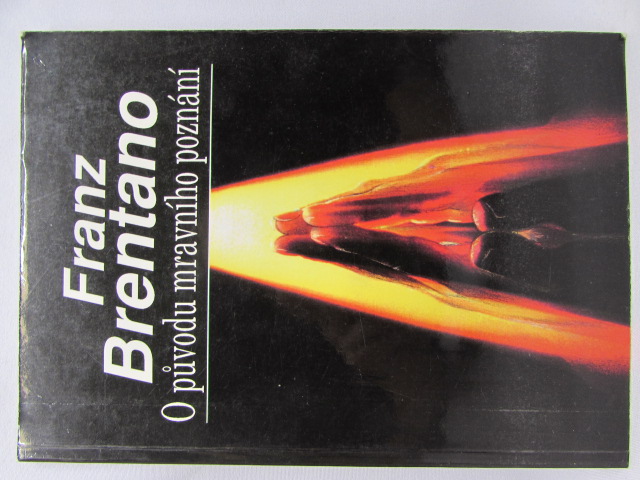 Franz
Brentano
O původu mravního poznání